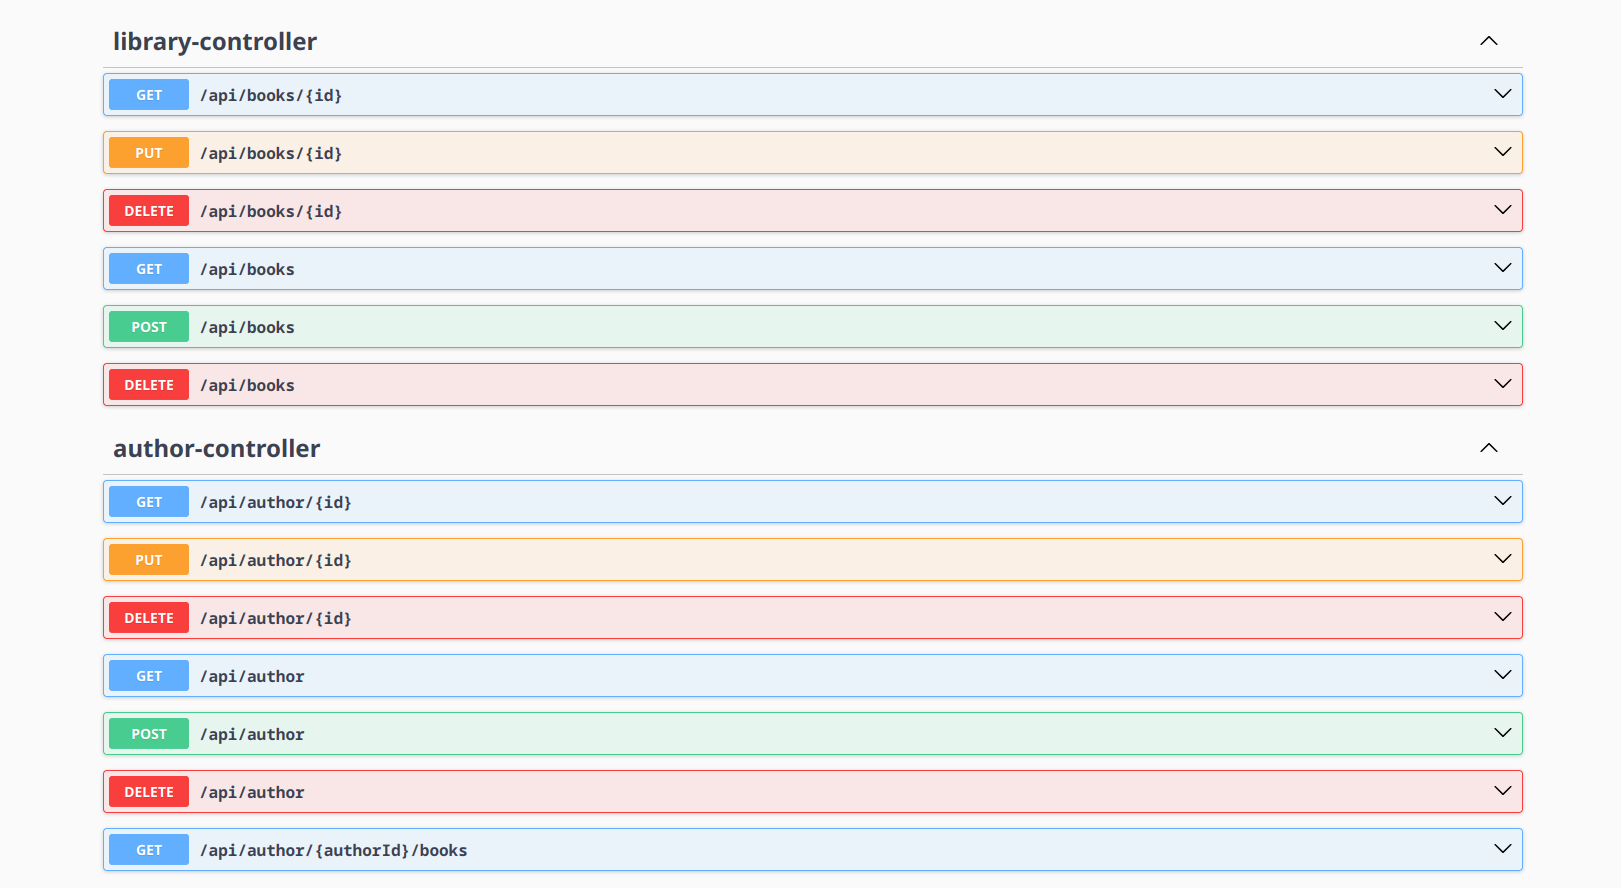 library-controller
GET /api/books/{id}
PUT /api/books/{id}
DELETE /api/books/{id}
GET /api/books
POST /api/books
DELETE /api/books
author-controller
GET /api/author/{id}
PUT /api/author/{id}
DELETE /api/author/{id}
GET /api/author
POST /api/author
DELETE /api/author
GET /api/author/{authorId}/books